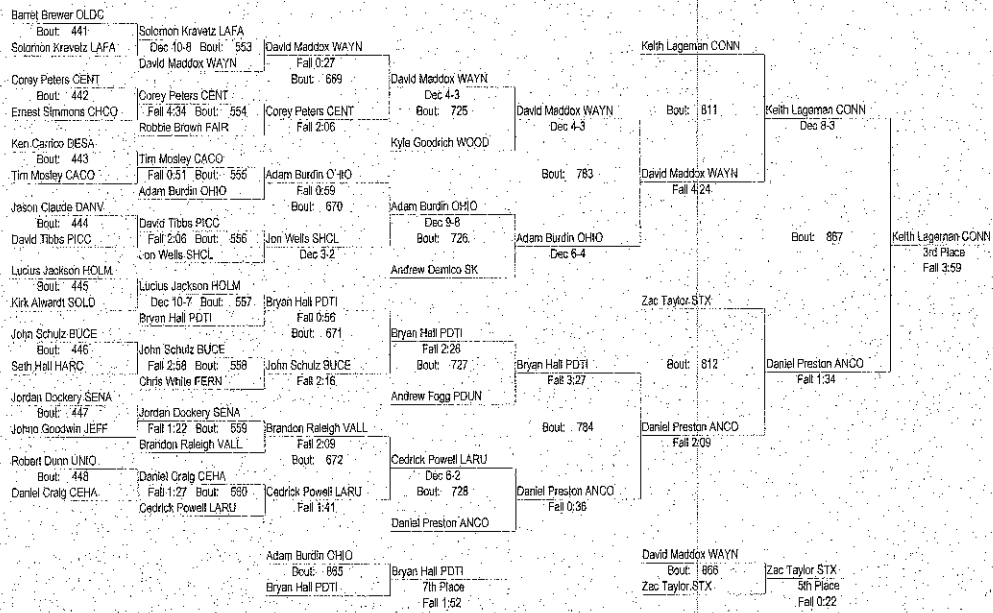 Barret Brewer OLDC
Bout: 441
Solomon Kravetz LAFA
Corey Peters CENT
Bout: 442
Ernest Simmons CHCO
Ken Carrico DESA
Bout: 443
Tim Mosley CACO
Jason Claude DANV
Bout: 444
David Tibbs PICC
Lucius Jackson HOLM
Bout: 445
Kirk Alwardt SOLD
John Schulz BUCE
Bout: 446
Seth Hall HARC
Jordan Dockery SENA
Bout: 447
Johno Goodwin JEFF
Robert Dunn UNIO
Bout: 448
Daniel Craig CEHA
Solomon Kravetz LAFA
Dec 10-8 Bout: 553
David Maddox WAYN
Corey Peters CENT
Fall 4:34 Bout: 554
Robbie Brown FAIR
Tim Mosley CACO
Fall 0:51 Bout: 555
Adam Burdin OHIO
David Tibbs PICC
Fall 2:06 Bout: 556
Jon Wells SHCL
Lucius Jackson HOLM
Dec 10-7 Bout: 557
Bryan Hall PDTI
John Schulz BUCE
Fall 2:58 Bout: 558
Chris White FERN
Jordan Dockery SENA
Fall 1:22 Bout: 559
Brandon Raleigh VALL
Daniel Craig CEHA
Fall 1:27 Bout: 560
Cedrick Powell LARU
David Maddox WAYN
Fall 0:27
Bout: 669
Corey Peters CENT
Fall 2:06
Adam Burdin OHIO
Fall 0:59
Bout: 670
Jon Wells SHCL
Dec 3-2
Bryan Hall PDTI
Fall 0:56
Bout: 671
John Schulz BUCE
Fall 2:16
Brandon Raleigh VALL
Fall 2:09
Bout: 672
Cedrick Powell LARU
Fall 1:41
David Maddox WAYN
Dec 4-3
Bout: 725
Kyle Goodrich WOOD
Adam Burdin OHIO
Dec 9-8
Bout: 726
Andrew Damico SK
Bryan Hall PDTI
Fall 2:26
Bout: 727
Andrew Fogg PDUN
Cedrick Powell LARU
Dec 6-2
Bout: 728
Daniel Preston ANCO
David Maddox WAYN
Dec 4-3
Bout: 783
Adam Burdin OHIO
Dec 6-4
Bryan Hall PDTI
Fall 3:27
Bout: 784
Daniel Preston ANCO
Fall 0:36
Keith Lageman CONN
Bout: 811
David Maddox WAYN
Fall 4:24
Zac Taylor STX
Bout: 812
Daniel Preston ANCO
Fall 2:09
Keith Lageman CONN
Dec 8-3
Bout: 867
Daniel Preston ANCO
Fall 1:34
Keith Lageman CONN
3rd Place
Fall 3:59
Adam Burdin OHIO
Bout: 865
Bryan Hall PDTI
Bryan Hall PDTI
7th Place
Fall 1:52
David Maddox WAYN
Bout: 866
Zac Taylor STX
Zac Taylor STX
5th Place
Fall 0:22